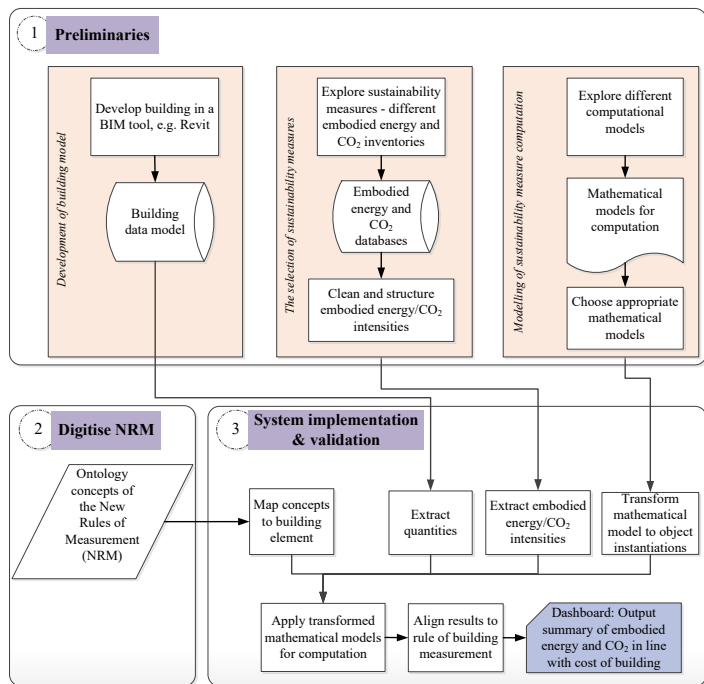 1
Preliminaries
Development of building model
Develop building in a
BIM tool, e.g. Revit
Building
data model
The selection of sustainability measures
Explore sustainability
measures - different
embodied energy and
CO2 inventories
Embodied
energy and
CO2
databases
Clean and structure
embodied energy/CO2
intensities
Modelling of sustainability measure computation
Explore different
computational
models
Mathematical
models for
computation
Choose appropriate
mathematical
models
2
Digitise NRM
Ontology
concepts of
the New
Rules of
Measurement
(NRM)
3
System implementation
& validation
Map concepts
to building
element
Extract
quantities
Extract embodied
energy/CO2
intensities
Transform
mathematical
model to object
instantiations
Apply transformed
mathematical models
for computation
Align results to
rule of building
measurement
Dashboard: Output
summary of embodied
energy and CO2 in line
with cost of building